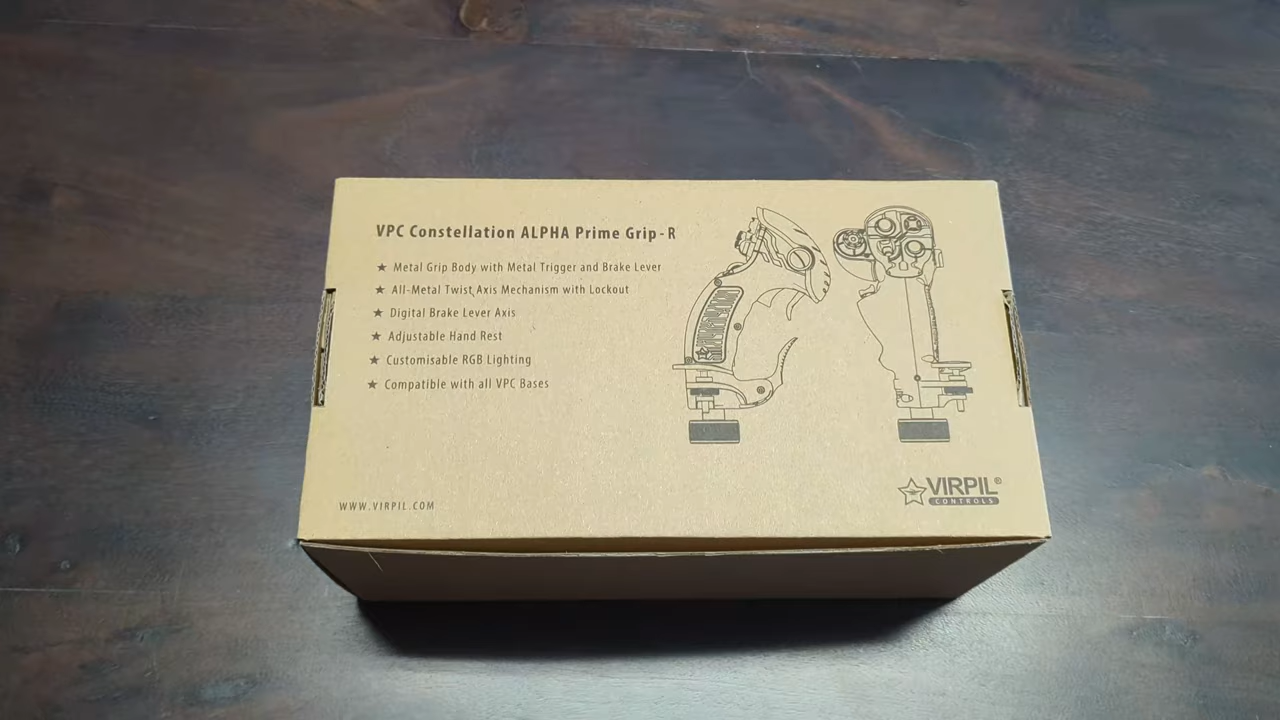 VPC Constellation ALPHA Prime Grip-R
★ Metal Grip Body with Metal Trigger and Brake Lever
★ All-Metal Twist Axis Mechanism with Lockout
★ Digital Brake Lever Axis
★ Adjustable Hand Rest
★ Customisable RGB Lighting
★ Compatible with all VPC Bases
WWW.VIRPIL.COM
VIRPIL®
CONTROLS